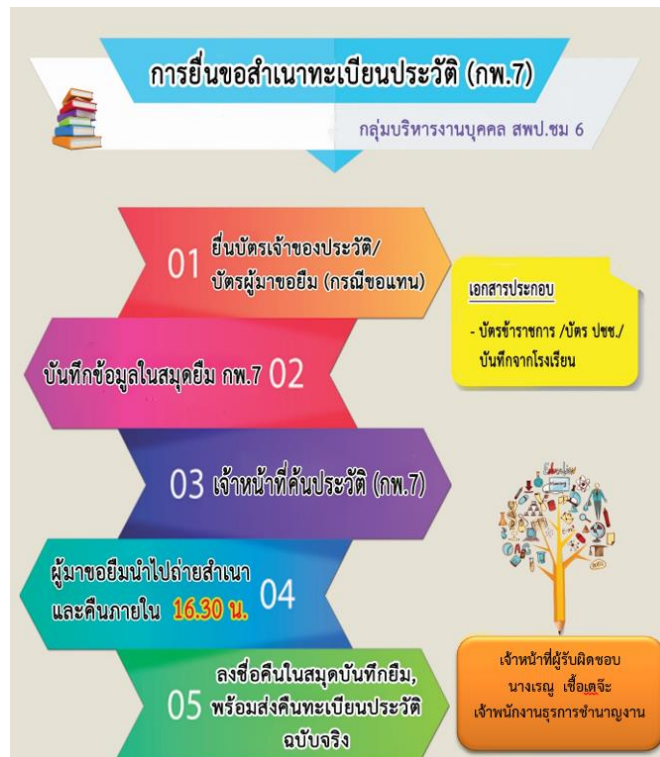 การยื่นขอสำเนาทะเบียนประวัติ (กพ.7)
กลุ่มบริหารงานบุคคล สพป.ชม 6
01 ยื่นบัตรเจ้าของประวัติ/
บัตรผู้มาขอยืม (กรณีขอแทน)
เอกสารประกอบ
- บัตรข้าราชการ /บัตร ปชช./
บันทึกจากโรงเรียน
บันทึกข้อมูลในสมุดยืม กพ.7 02
03 เจ้าหน้าที่ค้นประวัติ (กพ.7)
Education
ผู้มาขอยืมนำไปถ่ายสำเนา
และคืนภายใน 16.30 น. 04
ลงชื่อคืนในสมุดบันทึกยืม,
05 พร้อมส่งคืนทะเบียนประวัติ
ฉบับจริง
เจ้าหน้าที่ผู้รับผิดชอบ
นางเรณู เชื้อเตจ๊ะ
เจ้าพนักงานธุรการชำนาญงาน